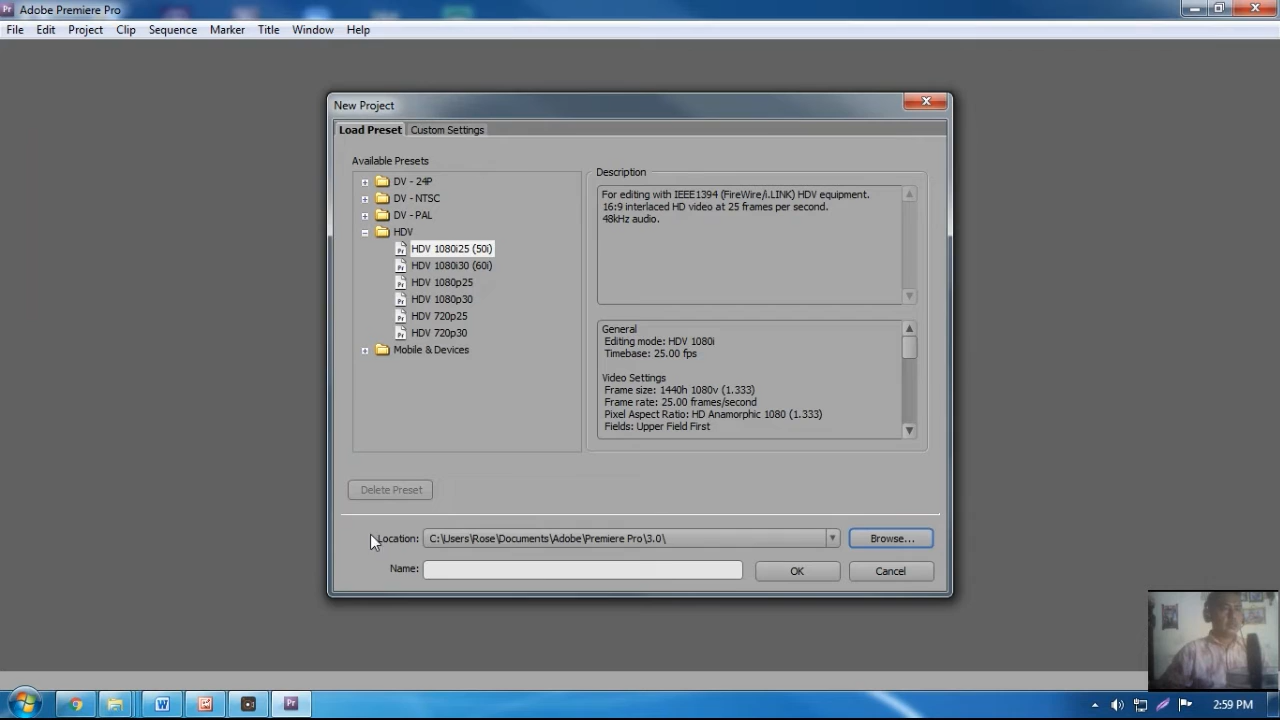 Adobe Premiere Pro
File Edit Project Clip Sequence Marker Title Window Help
New Project
Load Preset Custom Settings
Available Presets
DV - 24P
DV - NTSC
DV - PAL
HDV
HDV 1080i25 (50i)
HDV 1080i30 (60i)
HDV 1080p25
HDV 1080p30
HDV 720p25
HDV 720p30
Mobile & Devices
Description
For editing with IEEE1394 (FireWire/i.LINK) HDV equipment.
16:9 interlaced HD video at 25 frames per second.
48kHz audio.
General
Editing mode: HDV 1080i
Timebase: 25.00 fps
Video Settings
Frame size: 1440h 1080v (1.333)
Frame rate: 25.00 frames/second
Pixel Aspect Ratio: HD Anamorphic 1080 (1.333)
Fields: Upper Field First
Delete Preset
Location: C:\Users\Rose\Documents\Adobe\Premiere Pro\3.0\ Browse...
Name: OK Cancel
2:59 PM